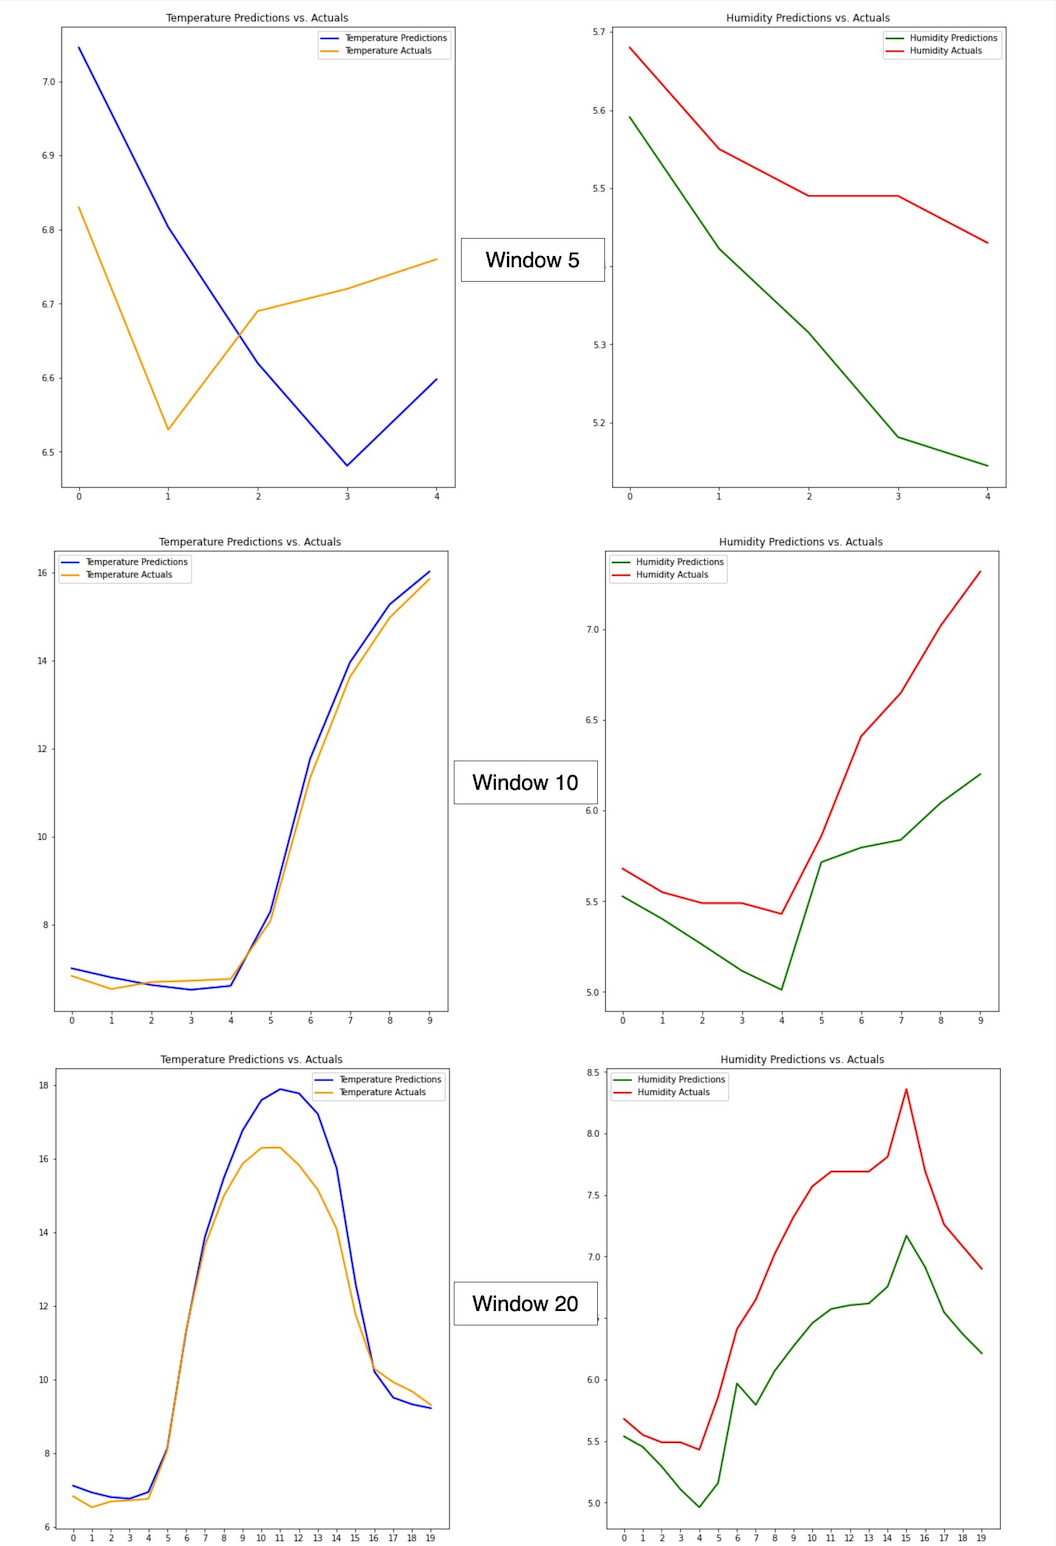 Temperature Predictions vs. Actuals
Temperature Predictions
Temperature Actuals
7.0
6.9
6.8
6.7
6.6
6.5
0 1 2 3 4
Humidity Predictions vs. Actuals
Humidity Predictions
Humidity Actuals
5.7
5.6
5.5
5.3
5.2
0 1 2 3 4
Window 5
Temperature Predictions vs. Actuals
Temperature Predictions
Temperature Actuals
16
14
12
10
8
0 1 2 3 4 5 6 7 8 9
Humidity Predictions vs. Actuals
Humidity Predictions
Humidity Actuals
7.0
6.5
6.0
5.5
5.0
0 1 2 3 4 5 6 7 8 9
Window 10
Temperature Predictions vs. Actuals
Temperature Predictions
Temperature Actuals
18
16
14
12
10
8
6
0 1 2 3 4 5 6 7 8 9 10 11 12 13 14 15 16 17 18 19
Humidity Predictions vs. Actuals
Humidity Predictions
Humidity Actuals
8.5
8.0
7.5
7.0
6.0
5.5
5.0
0 1 2 3 4 5 6 7 8 9 10 11 12 13 14 15 16 17 18 19
Window 20